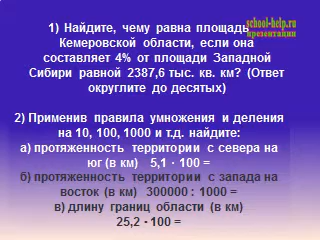 school-help.ru
презентации
1) Найдите, чему равна площадь
Кемеровской области, если она
составляет 4% от площади Западной
Сибири равной 2387,6 тыс. кв. км? (Ответ
округлите до десятых)
2) Применив правила умножения и деления
на 10, 100, 1000 и т.д. найдите:
а) протяженность территории с севера на
юг (в км) 5,1 · 100 =
б) протяженность территории с запада на
восток (в км) 300000 : 1000 =
в) длину границ области (в км)
25,2 · 100 =